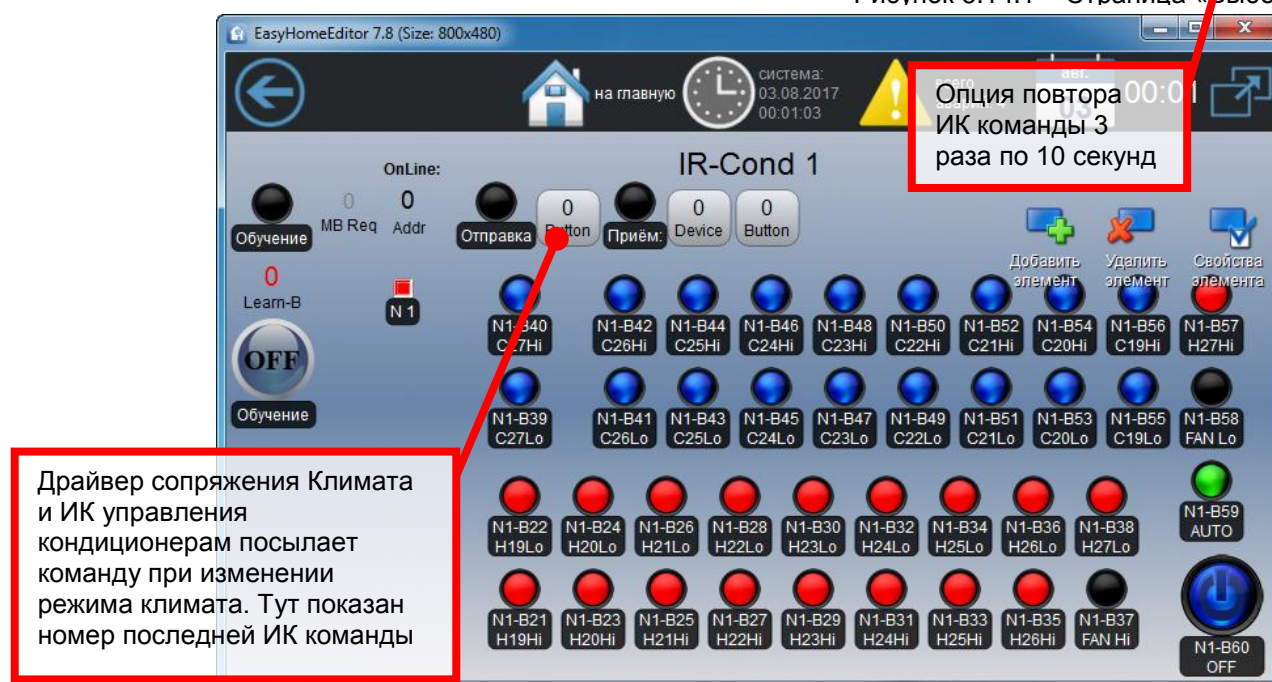 EasyHomeEditor 7.8 (Size: 800x480)
на главную
система:
03.08.2017
00:01:03
авг.
00:01
Опция повтора
ИК команды 3
раза по 10 секунд
IR-Cond 1
OnLine:
Обучение
0
MB Req
0
Addr
Отправка
0
Button
Приём:
0
Device
0
Button
Добавить
элемент
Удалить
элемент
Свойства
элемента
0
Learn-B
N 1
OFF
Обучение
N1-B40 N1-B42 N1-B44 N1-B46 N1-B48 N1-B50 N1-B52 N1-B54 N1-B56 N1-B57
C27Hi C26Hi C25Hi C24Hi C23Hi C22Hi C21Hi C20Hi C19Hi H27Hi
N1-B39 N1-B41 N1-B43 N1-B45 N1-B47 N1-B49 N1-B51 N1-B53 N1-B55 N1-B58
C27Lo C26Lo C25Lo C24Lo C23Lo C22Lo C21Lo C20Lo C19Lo FAN Lo
N1-B22 N1-B24 N1-B26 N1-B28 N1-B30 N1-B32 N1-B34 N1-B36 N1-B38 N1-B59
H19Lo H20Lo H21Lo H22Lo H23Lo H24Lo H25Lo H26Lo H27Lo AUTO
N1-B21 N1-B23 N1-B25 N1-B27 N1-B29 N1-B31 N1-B33 N1-B35 N1-B37
H19Hi H20Hi H21Hi H22Hi H23Hi H24Hi H25Hi H26Hi FAN Hi
N1-B60
OFF
Драйвер сопряжения Климата
и ИК управления
кондиционерам посылает
команду при изменении
режима климата. Тут показан
номер последней ИК команды